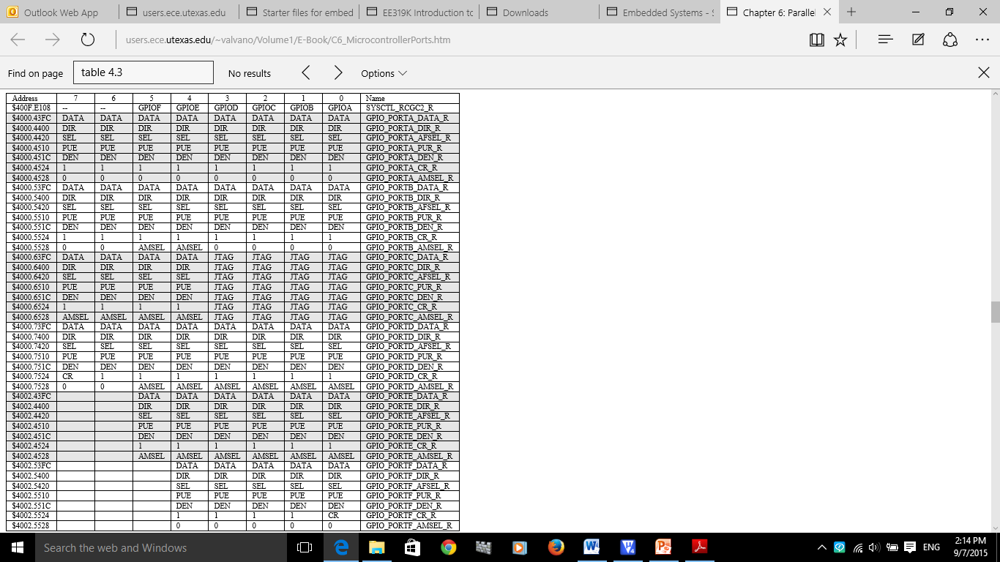 Outlook Web App
users.ece.utexas.edu
Starter files for embed
EE319K Introduction to
Downloads
Embedded Systems - S
Chapter 6: Parallel
users.ece.utexas.edu/~valvano/Volume1/E-Book/C6_MicrocontrollerPorts.htm
Find on page table 4.3 No results Options
Address 7 6 5 4 3 2 1 0 Name
$400F.E108 -- -- GPIOF GPIOE GPIOD GPIOC GPIOB GPIOA SYSCTL_RCGC2_R
$4000.43FC DATA DATA DATA DATA DATA DATA DATA DATA GPIO_PORTA_DATA_R
$4000.4400 DIR DIR DIR DIR DIR DIR DIR DIR GPIO_PORTA_DIR_R
$4000.4420 SEL SEL SEL SEL SEL SEL SEL SEL GPIO_PORTA_AFSEL_R
$4000.4510 PUE PUE PUE PUE PUE PUE PUE PUE GPIO_PORTA_PUR_R
$4000.451C DEN DEN DEN DEN DEN DEN DEN DEN GPIO_PORTA_DEN_R
$4000.4524 1 1 1 1 1 1 1 1 GPIO_PORTA_CR_R
$4000.4528 0 0 0 0 0 0 0 0 GPIO_PORTA_AMSEL_R
$4000.53FC DATA DATA DATA DATA DATA DATA DATA DATA GPIO_PORTB_DATA_R
$4000.5400 DIR DIR DIR DIR DIR DIR DIR DIR GPIO_PORTB_DIR_R
$4000.5420 SEL SEL SEL SEL SEL SEL SEL SEL GPIO_PORTB_AFSEL_R
$4000.5510 PUE PUE PUE PUE PUE PUE PUE PUE GPIO_PORTB_PUR_R
$4000.551C DEN DEN DEN DEN DEN DEN DEN DEN GPIO_PORTB_DEN_R
$4000.5524 1 1 1 1 1 1 1 1 GPIO_PORTB_CR_R
$4000.5528 0 0 AMSEL AMSEL 0 0 0 0 GPIO_PORTB_AMSEL_R
$4000.63FC DATA DATA DATA DATA JTAG JTAG JTAG JTAG GPIO_PORTC_DATA_R
$4000.6400 DIR DIR DIR DIR JTAG JTAG JTAG JTAG GPIO_PORTC_DIR_R
$4000.6420 SEL SEL SEL SEL JTAG JTAG JTAG JTAG GPIO_PORTC_AFSEL_R
$4000.6510 PUE PUE PUE PUE JTAG JTAG JTAG JTAG GPIO_PORTC_PUR_R
$4000.651C DEN DEN DEN DEN JTAG JTAG JTAG JTAG GPIO_PORTC_DEN_R
$4000.6524 1 1 1 1 JTAG JTAG JTAG JTAG GPIO_PORTC_CR_R
$4000.6528 AMSEL AMSEL AMSEL AMSEL JTAG JTAG JTAG JTAG GPIO_PORTC_AMSEL_R
$4000.73FC DATA DATA DATA DATA DATA DATA DATA DATA GPIO_PORTD_DATA_R
$4000.7400 DIR DIR DIR DIR DIR DIR DIR DIR GPIO_PORTD_DIR_R
$4000.7420 SEL SEL SEL SEL SEL SEL SEL SEL GPIO_PORTD_AFSEL_R
$4000.7510 PUE PUE PUE PUE PUE PUE PUE PUE GPIO_PORTD_PUR_R
$4000.751C DEN DEN DEN DEN DEN DEN DEN DEN GPIO_PORTD_DEN_R
$4000.7524 CR 1 1 1 1 1 1 1 GPIO_PORTD_CR_R
$4000.7528 0 0 AMSEL AMSEL AMSEL AMSEL AMSEL AMSEL GPIO_PORTD_AMSEL_R
$4002.43FC DATA DATA DATA DATA DATA DATA GPIO_PORTE_DATA_R
$4002.4400 DIR DIR DIR DIR DIR DIR GPIO_PORTE_DIR_R
$4002.4420 SEL SEL SEL SEL SEL SEL GPIO_PORTE_AFSEL_R
$4002.4510 PUE PUE PUE PUE PUE PUE GPIO_PORTE_PUR_R
$4002.451C DEN DEN DEN DEN DEN DEN GPIO_PORTE_DEN_R
$4002.4524 1 1 1 1 1 1 GPIO_PORTE_CR_R
$4002.4528 AMSEL AMSEL AMSEL AMSEL AMSEL AMSEL GPIO_PORTE_AMSEL_R
$4002.53FC DATA DATA DATA DATA DATA GPIO_PORTF_DATA_R
$4002.5400 DIR DIR DIR DIR DIR GPIO_PORTF_DIR_R
$4002.5420 SEL SEL SEL SEL SEL GPIO_PORTF_AFSEL_R
$4002.5510 PUE PUE PUE PUE PUE GPIO_PORTF_PUR_R
$4002.551C DEN DEN DEN DEN DEN GPIO_PORTF_DEN_R
$4002.5524 1 1 1 1 CR GPIO_PORTF_CR_R
$4002.5528 0 0 0 0 0 GPIO_PORTF_AMSEL_R
Search the web and Windows
ENG
2:14 PM
9/7/2015